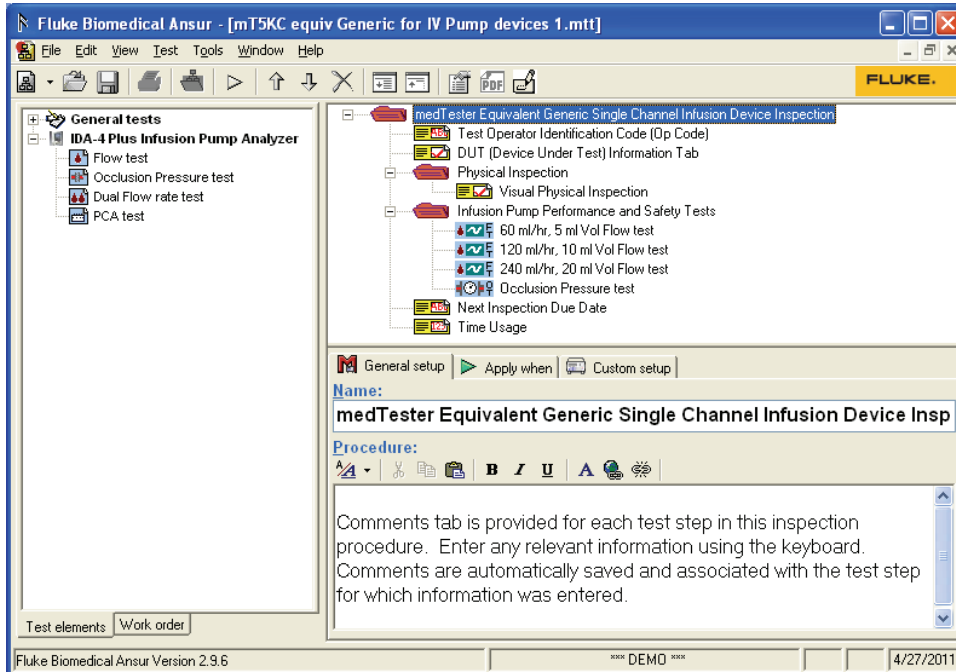 Fluke Biomedical Ansur - [mT5KC equiv Generic for IV Pump devices 1.mtt]
File Edit View Test Tools Window Help
PDF
FLUKE.
General tests
IDA-4 Plus Infusion Pump Analyzer
Flow test
Occlusion Pressure test
Dual Flow rate test
PCA test
Test elements
Work order
medTester Equivalent Generic Single Channel Infusion Device Inspection
Test Operator Identification Code (Op Code)
DUT (Device Under Test) Information Tab
Physical Inspection
Visual Physical Inspection
Infusion Pump Performance and Safety Tests
60 ml/hr, 5 ml Vol Flow test
120 ml/hr, 10 ml Vol Flow test
240 ml/hr, 20 ml Vol Flow test
Occlusion Pressure test
Next Inspection Due Date
Time Usage
General setup
Apply when
Custom setup
Name:
medTester Equivalent Generic Single Channel Infusion Device Insp
Procedure:
B I U A
Comments tab is provided for each test step in this inspection
procedure. Enter any relevant information using the keyboard.
Comments are automatically saved and associated with the test step
for which information was entered.
Fluke Biomedical Ansur Version 2.9.6
*** DEMO ***
4/27/2011